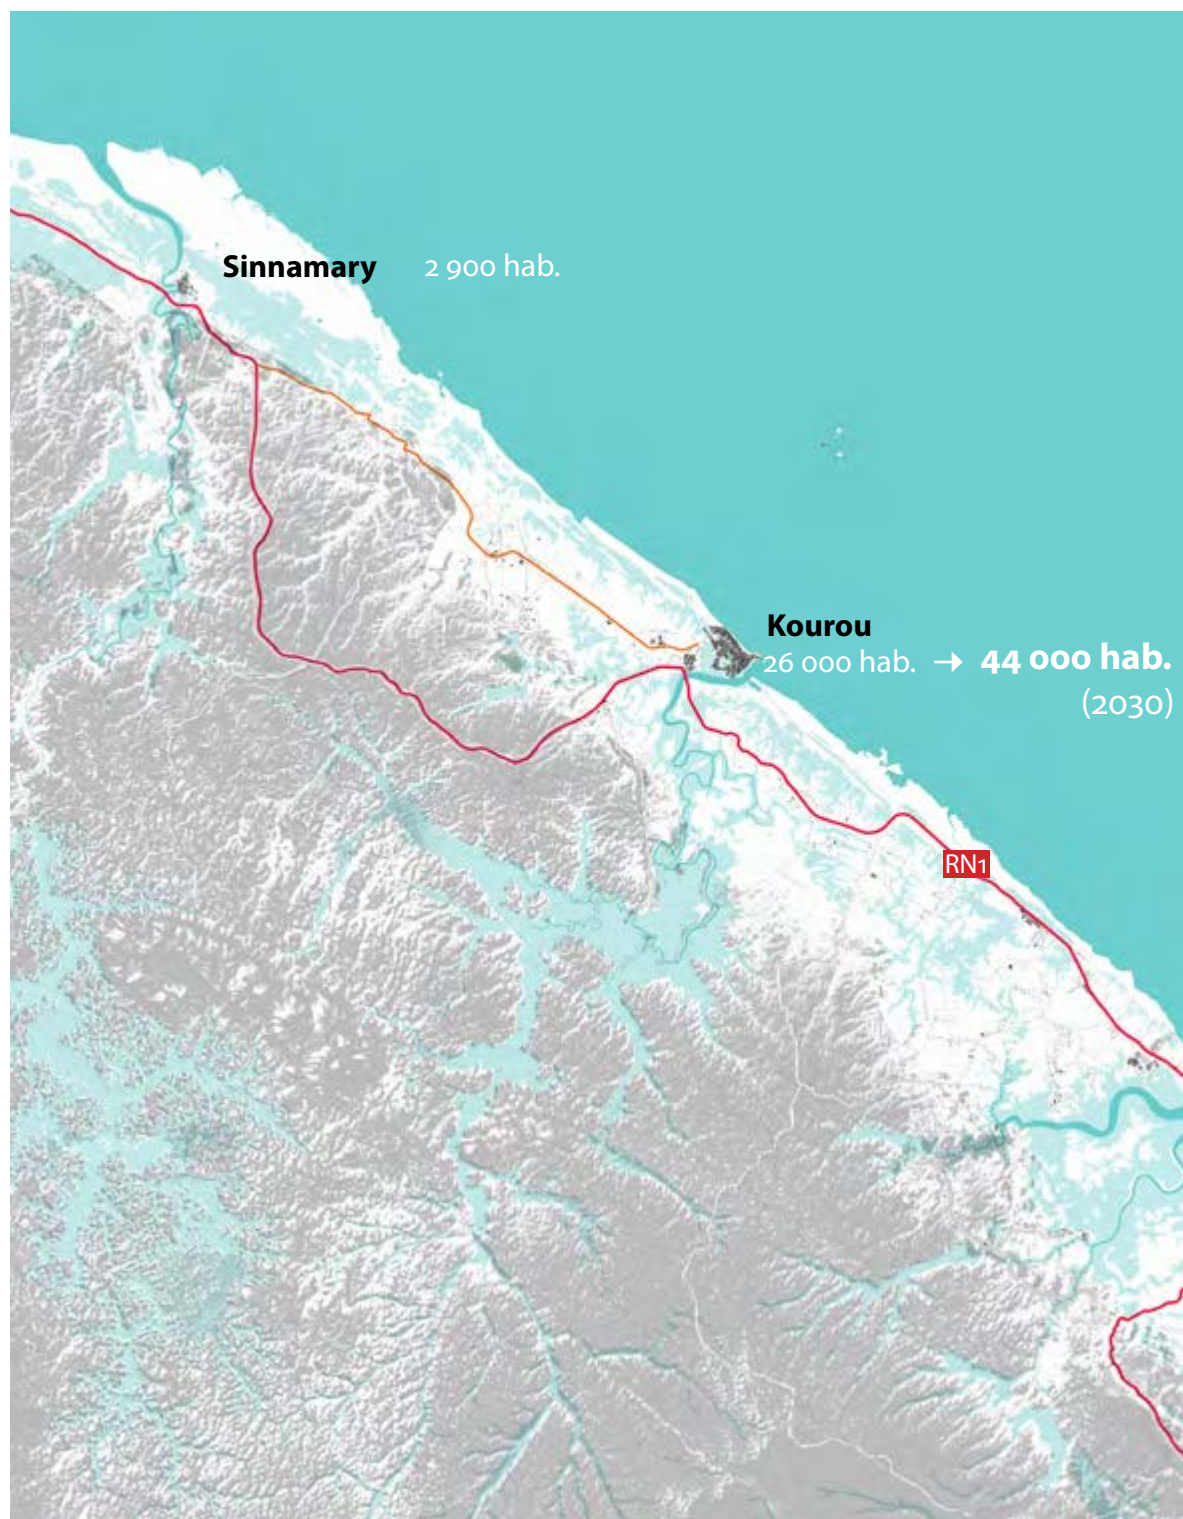 Sinnamary 2 900 hab.
Kourou
26 000 hab. → 44 000 hab.
(2030)
RN1